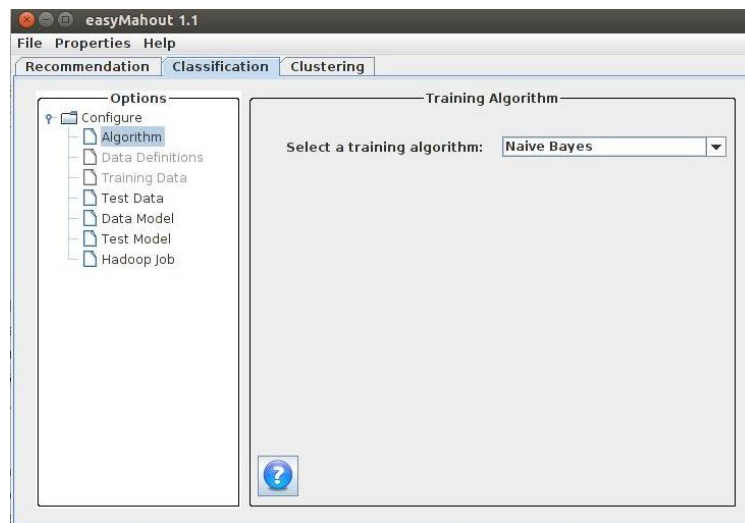 easyMahout 1.1
File Properties Help
Recommendation Classification Clustering
Options
Configure
Algorithm
Data Definitions
Training Data
Test Data
Data Model
Test Model
Hadoop Job
Training Algorithm
Select a training algorithm: Naive Bayes
?